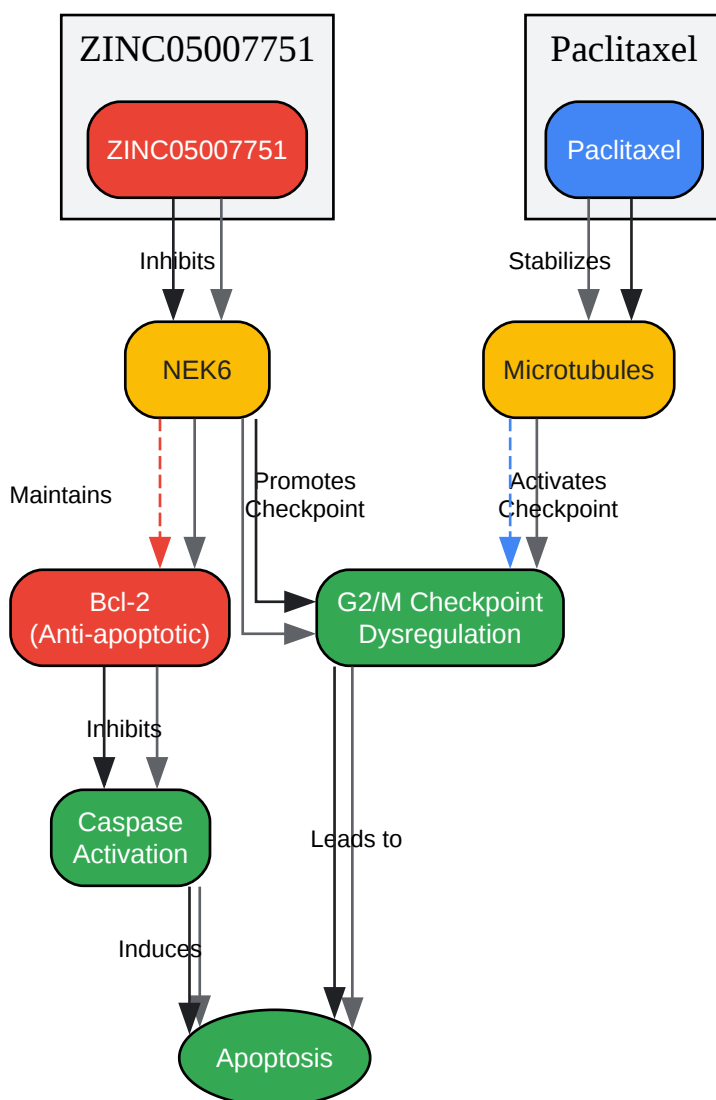 ZINC05007751
Paclitaxel
ZINC05007751
Paclitaxel
Inhibits
Stabilizes
NEK6
Microtubules
Maintains
Promotes
Checkpoint
Activates
Checkpoint
Bcl-2
(Anti-apoptotic)
G2/M Checkpoint
Dysregulation
Inhibits
Caspase
Activation
Leads to
Induces
Apoptosis